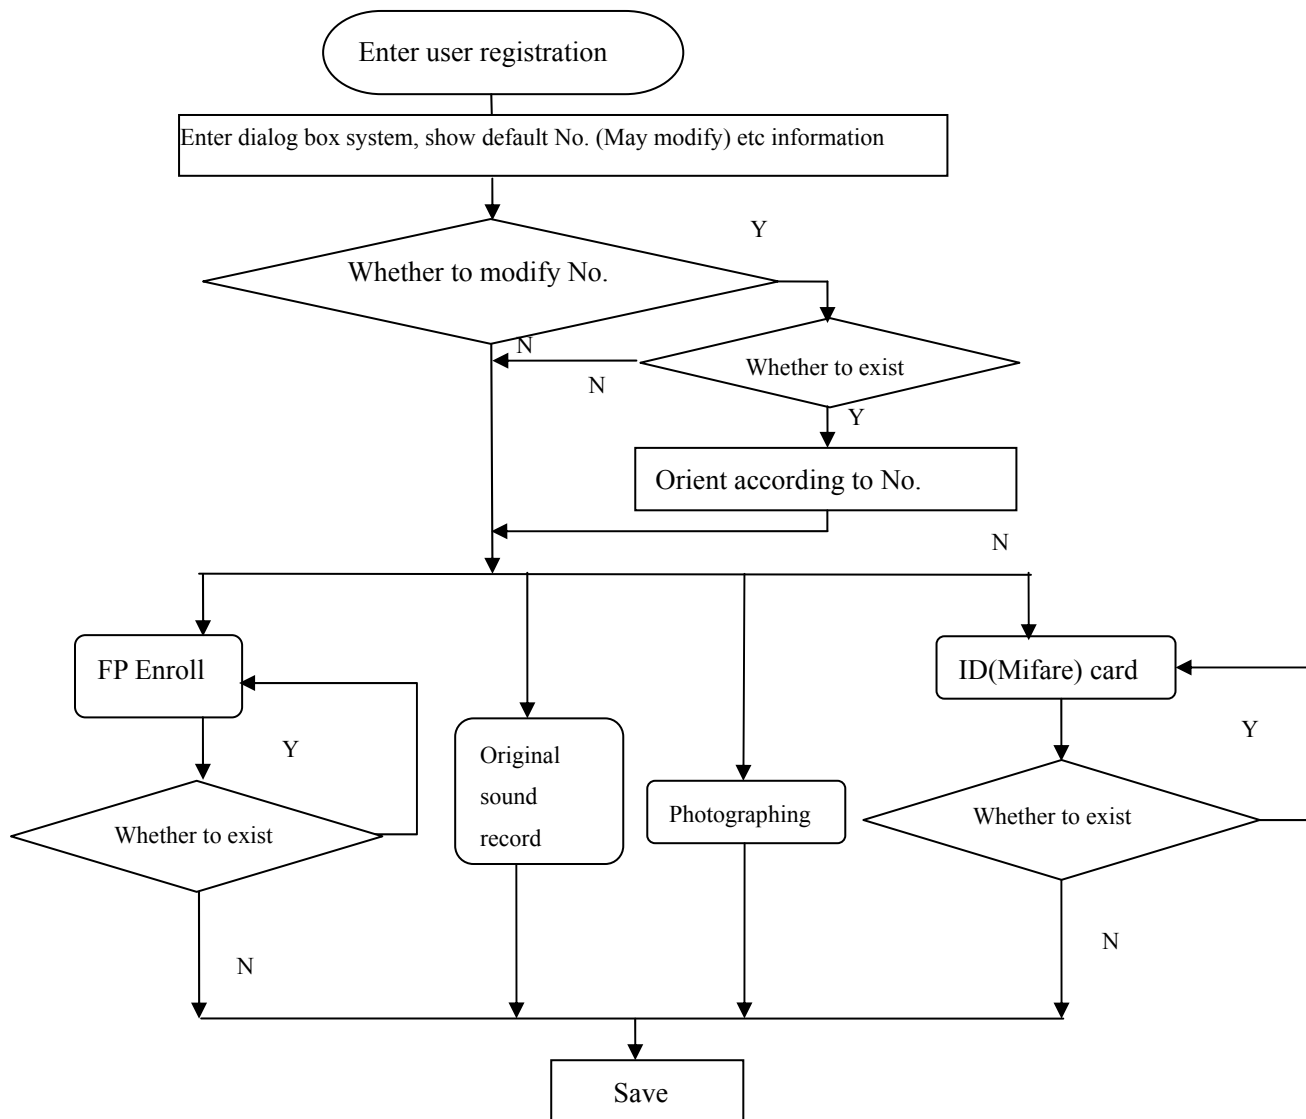 Enter user registration
Enter dialog box system, show default No. (May modify) etc information
Y
Whether to modify No.
N
Whether to exist
N
Y
Orient according to No.
N
FP Enroll
ID(Mifare) card
Y
Y
Original
sound
record
Photographing
Whether to exist
Whether to exist
N
N
Save